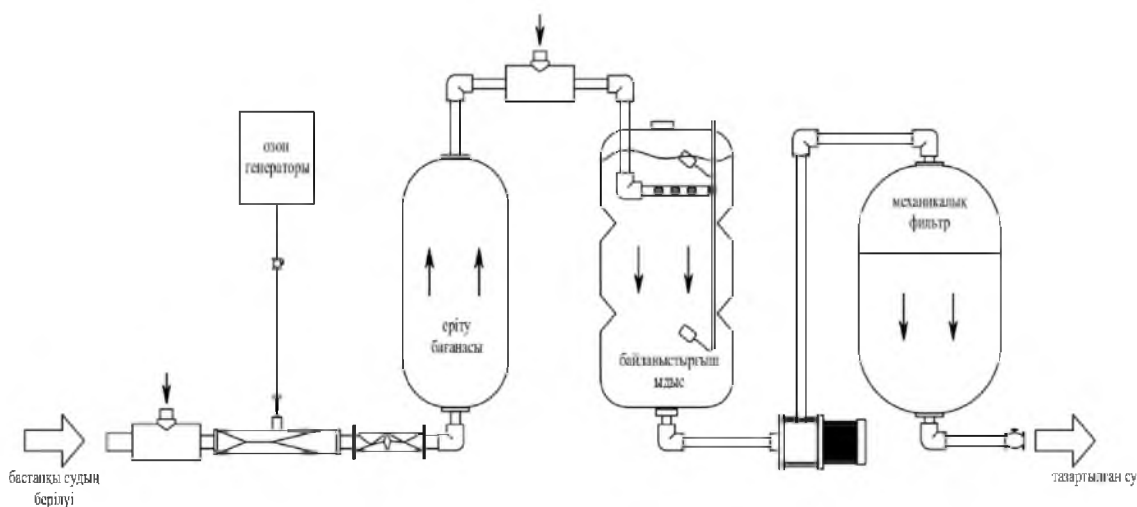 озон
генераторы
еріту
бағанасы
байланыстырғыш
ыдыс
механикалық
фильтр
бастапқы судың
берілуі
тазартылған су